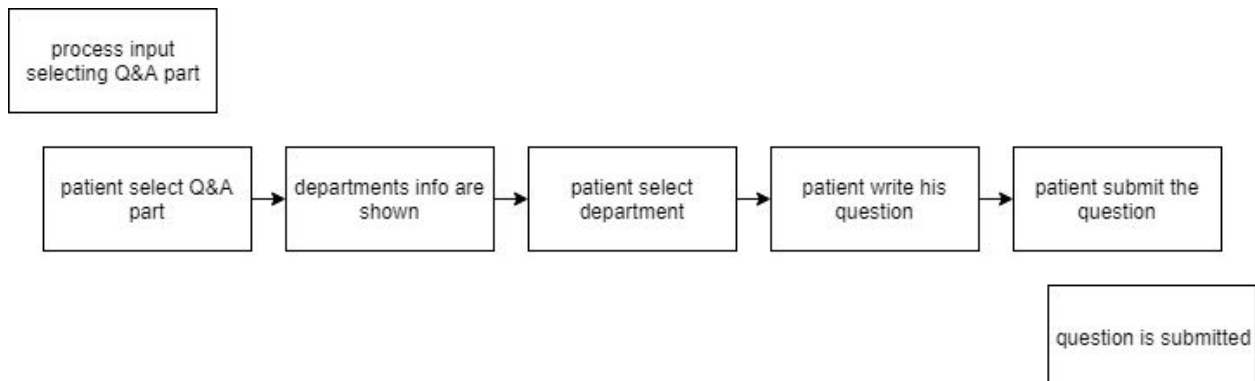 process input
selecting Q&A part
patient select Q&A
part
departments info are
shown
patient select
department
patient write his
question
patient submit the
question
question is submitted